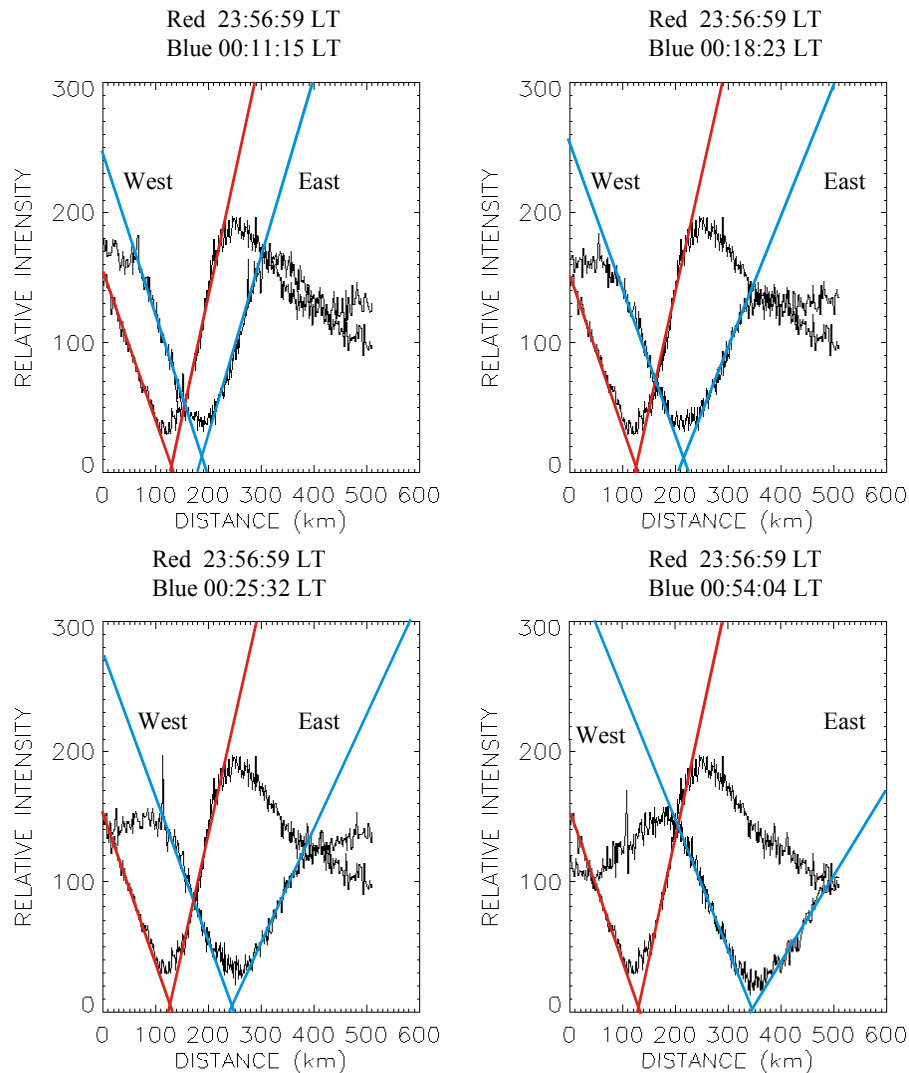 Red 23:56:59 LT
Blue 00:11:15 LT
300
200
100
0
RELATIVE INTENSITY
West
East
0 100 200 300 400 500 600
DISTANCE (km)
Red 23:56:59 LT
Blue 00:18:23 LT
300
200
100
0
RELATIVE INTENSITY
West
East
0 100 200 300 400 500 600
DISTANCE (km)
Red 23:56:59 LT
Blue 00:25:32 LT
300
200
100
0
RELATIVE INTENSITY
West
East
0 100 200 300 400 500 600
DISTANCE (km)
Red 23:56:59 LT
Blue 00:54:04 LT
300
200
100
0
RELATIVE INTENSITY
West
East
0 100 200 300 400 500 600
DISTANCE (km)